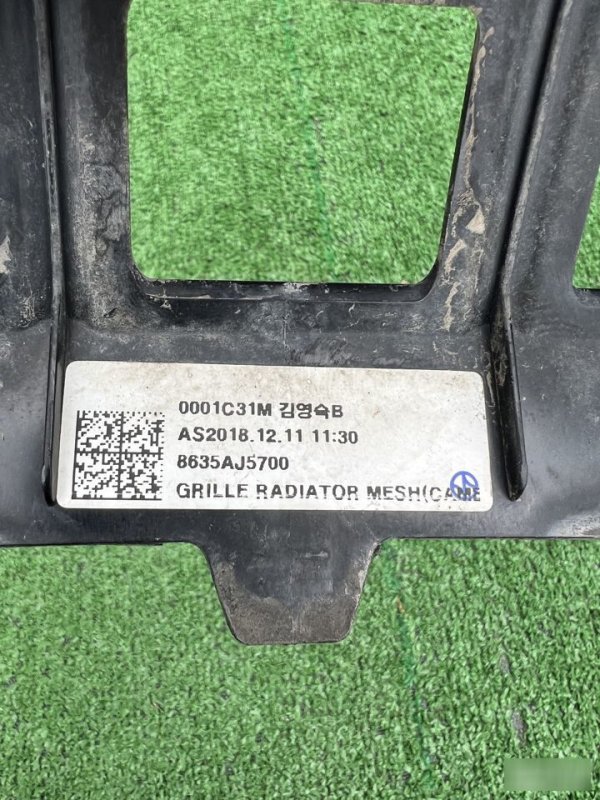 0001C31M 김영숙B
AS2018.12.11 11:30
8635AJ5700
GRILLE RADIATOR MESH(CAME